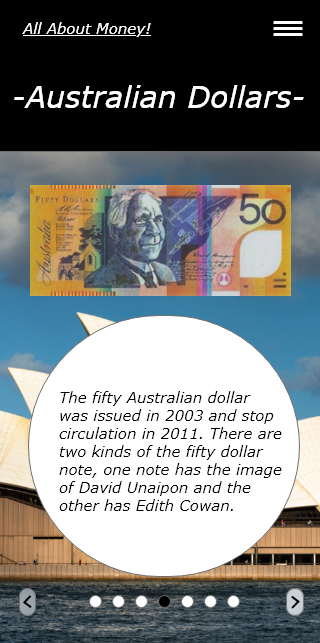 All About Money!
-Australian Dollars-
FIFTY DOLLARS
50
Australia
The fifty Australian dollar
was issued in 2003 and stop
circulation in 2011. There are
two kinds of the fifty dollar
note, one note has the image
of David Unaipon and the
other has Edith Cowan.